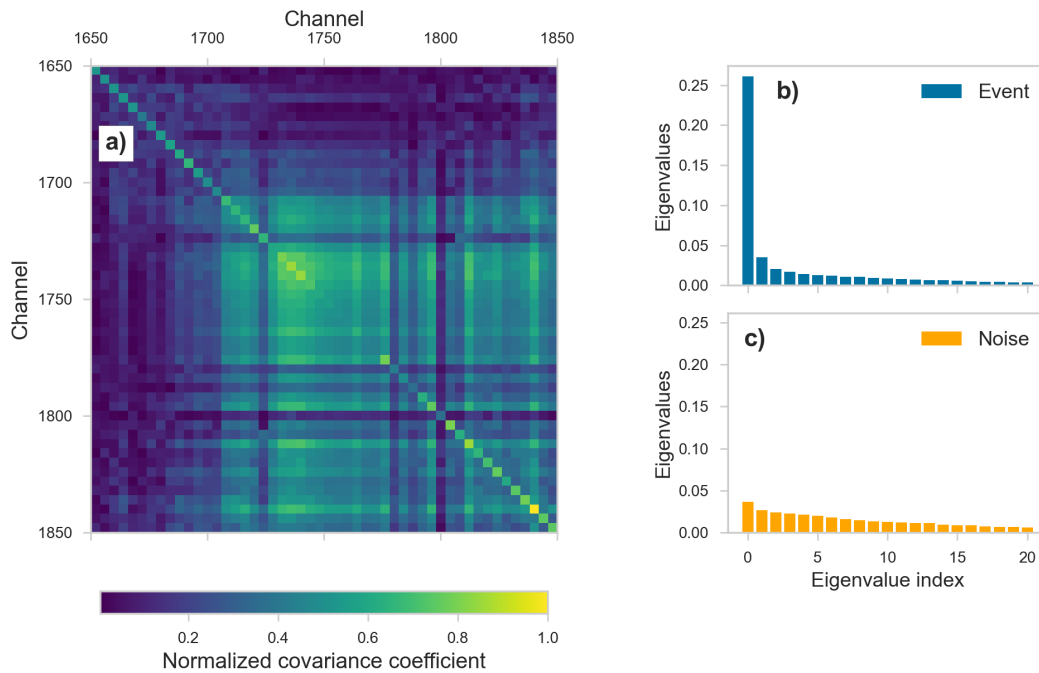 Channel
1650 1700 1750 1800 1850
1650
1700
1750
1800
1850
Channel
a)
0.2 0.4 0.6 0.8 1.0
Normalized covariance coefficient
b)
Event
0.25
0.20
0.15
0.10
0.05
0.00
Eigenvalues
c)
Noise
0.25
0.20
0.15
0.10
0.05
0.00
Eigenvalues
0 5 10 15 20
Eigenvalue index